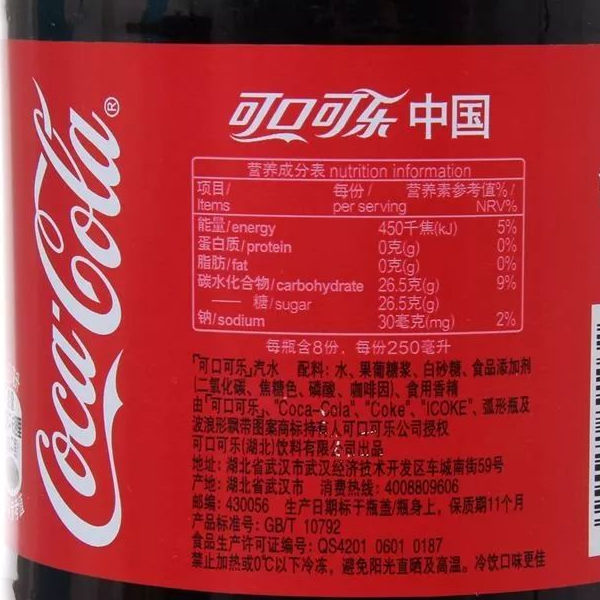 Coca-Cola®
可口可乐 中国
营养成分表 nutrition information
项目/ 每份/ 营养素参考值%/
Items per serving NRV%
能量/energy 450千焦(kJ) 5%
蛋白质/protein 0克(g) 0%
脂肪/fat 0克(g) 0%
碳水化合物/carbohydrate 26.5克(g) 9%
—— 糖/sugar 26.5克(g)
钠/sodium 30毫克(mg) 2%
每瓶含8份，每份250毫升
「可口可乐」汽水 配料：水、果葡糖浆、白砂糖、食品添加剂
(二氧化碳、焦糖色、磷酸、咖啡因)、食用香精
由「可口可乐」、"Coca-Cola"、"Coke"、"ICOKE"、弧形瓶及
波浪形飘带图案商标持有人可口可乐公司授权
可口可乐(湖北)饮料有限公司出品
地址：湖北省武汉市武汉经济技术开发区车城南街59号
产地：湖北省武汉市 消费热线：4008809606
邮编：430056 生产日期标于瓶盖/瓶身上，保质期11个月
产品标准号：GB/T 10792
食品生产许可证编号：QS4201 0601 0187
禁止加热或0℃以下冷冻，避免阳光直晒及高温。冷饮口味更佳